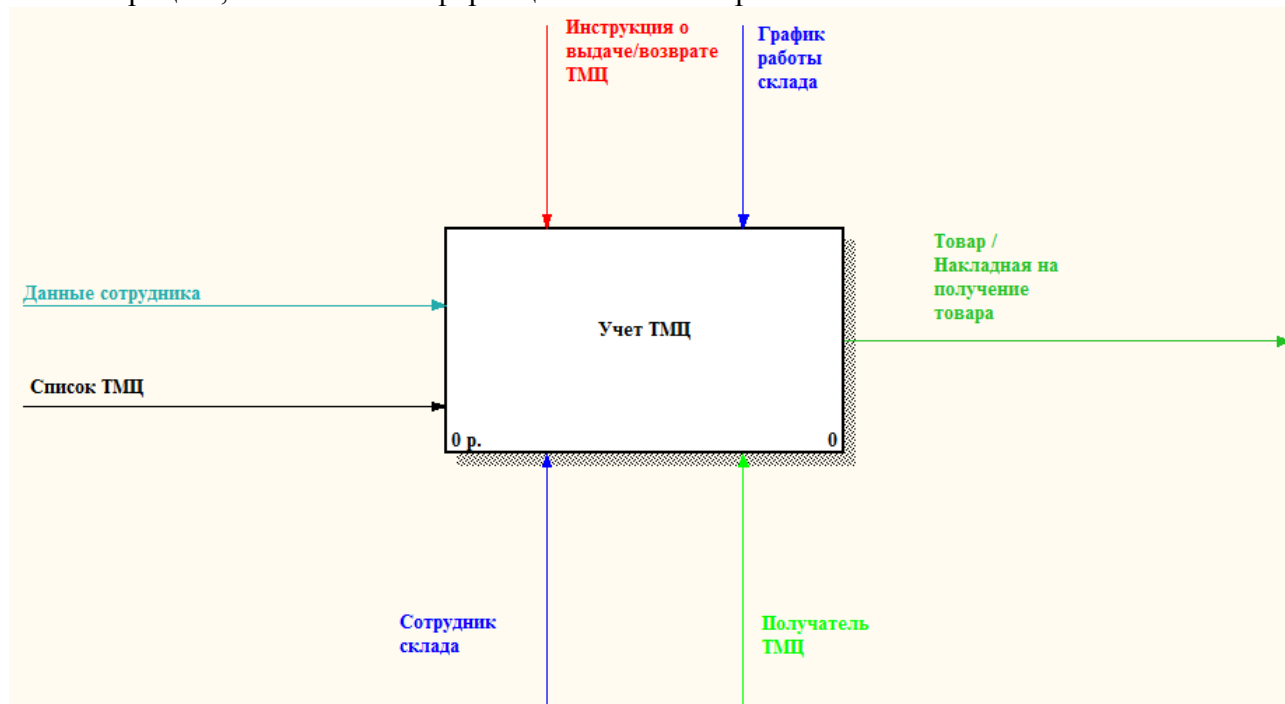 Инструкция о
выдаче/возврате
ТМЦ
График
работы
склада
Товар /
Накладная на
получение
товара
Данные сотрудника
Учет ТМЦ
Список ТМЦ
0 р.
0
Сотрудник
склада
Получатель
ТМЦ